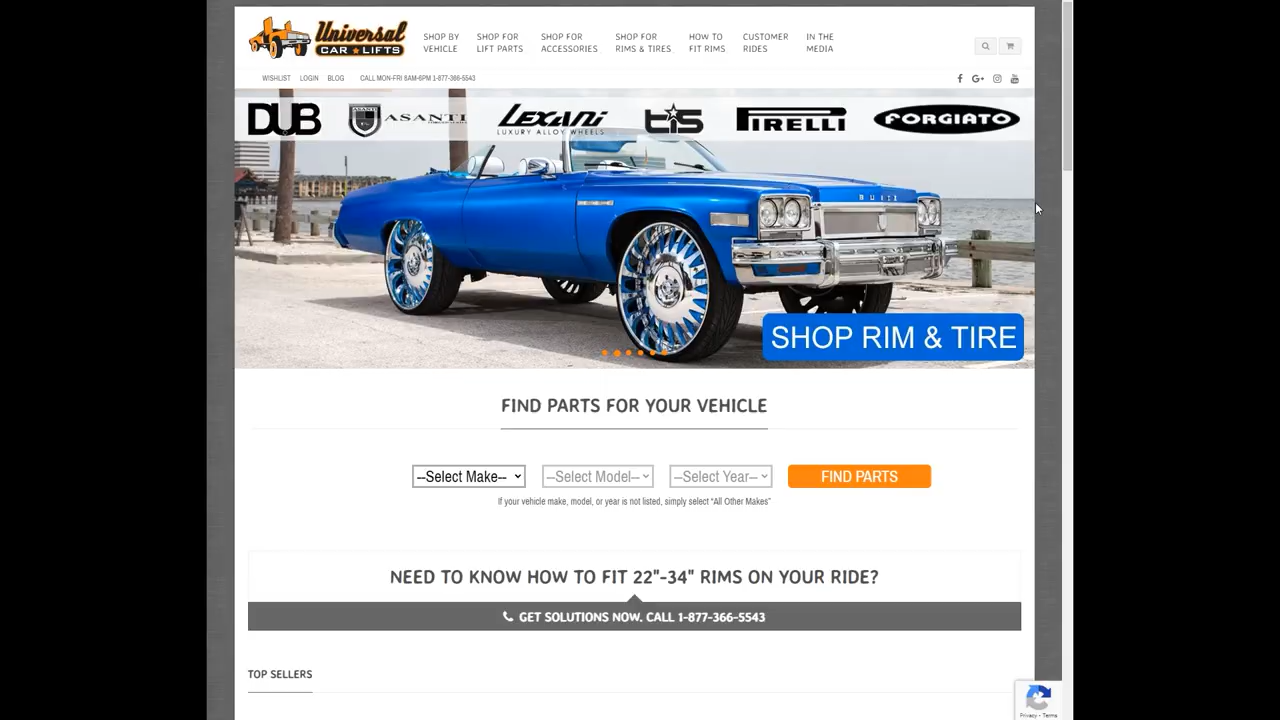 Universal
CAR LIFTS
SHOP BY
VEHICLE
SHOP FOR
LIFT PARTS
SHOP FOR
ACCESSORIES
SHOP FOR
RIMS & TIRES
HOW TO
FIT RIMS
CUSTOMER
RIDES
IN THE
MEDIA
WISHLIST LOGIN BLOG CALL MON-FRI 8AM-6PM 1-877-366-5543
DUB
ASANTI
LEXANI
LUXURY ALLOY WHEELS
tis
PIRELLI
FORGIATO
BUICK
SHOP RIM & TIRE
FIND PARTS FOR YOUR VEHICLE
--Select Make-- --Select Model-- --Select Year-- FIND PARTS
If your vehicle make, model, or year is not listed, simply select "All Other Makes"
NEED TO KNOW HOW TO FIT 22"-34" RIMS ON YOUR RIDE?
GET SOLUTIONS NOW. CALL 1-877-366-5543
TOP SELLERS
Privacy - Terms